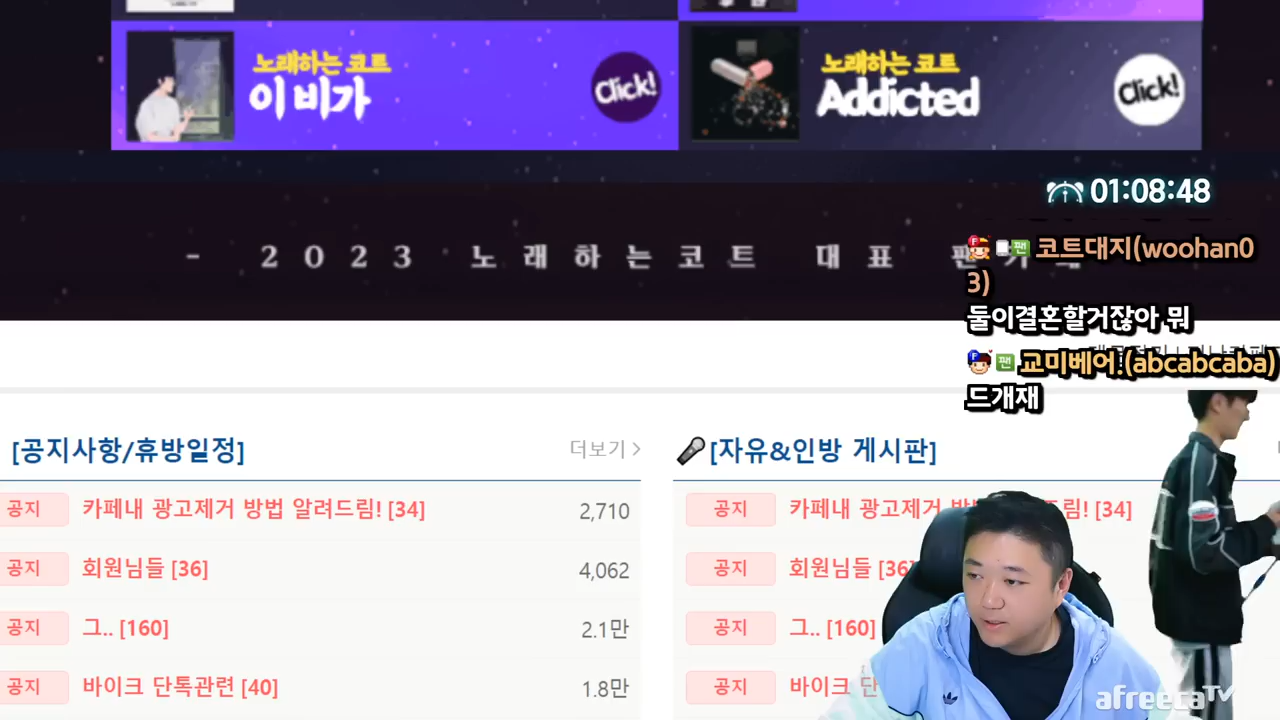 노래하는 코트
이 비가
Click!
노래하는 코트
Addicted
Click!
01:08:48
- 2023 노래하는코트 대표
코트대지(woohan0
3)
둘이결혼할거잖아 뭐
교미베어.(abcabcaba)
드개재
[공지사항/휴방일정]
더보기 >
공지 카페내 광고제거 방법 알려드림! [34] 2,710
공지 회원님들 [36] 4,062
공지 그.. [160] 2.1만
공지 바이크 단톡관련 [40] 1.8만
[자유&인방 게시판]
공지 카페내 광고제거 드림! [34]
공지 회원님들 [36]
공지 그.. [160]
공지 바이크 단
afreecaTV